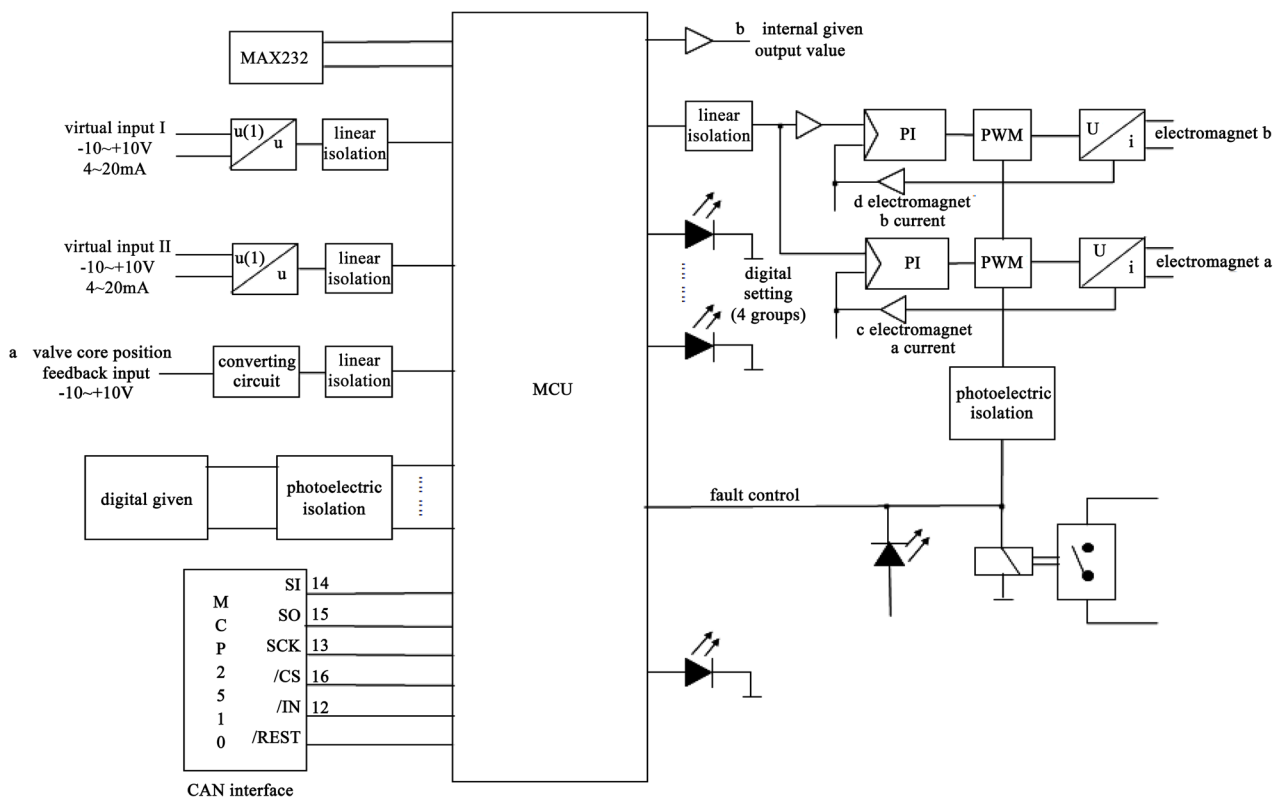 MAX232
virtual input I
-10~+10V
4~20mA
u(1)
u
linear
isolation
virtual input II
-10~+10V
4~20mA
u(1)
u
linear
isolation
a valve core position
feedback input
-10~+10V
converting
circuit
linear
isolation
digital given
photoelectric
isolation
M
C
P
2
5
1
0
SI 14
SO 15
SCK 13
/CS 16
/IN 12
/REST
CAN interface
MCU
b internal given
output value
linear
isolation
PI
PWM
U
i
electromagnet b
d electromagnet
b current
PI
PWM
U
i
electromagnet a
c electromagnet
a current
digital
setting
(4 groups)
photoelectric
isolation
fault control